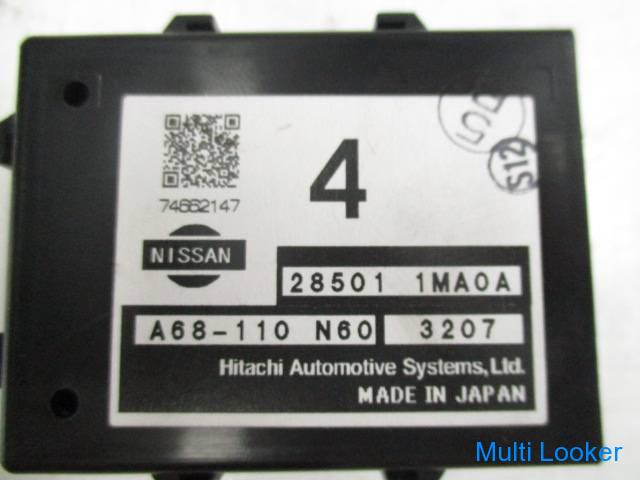 4
50
S12
74662147
NISSAN
28501 1MA0A
A68-110 N60 3207
Hitachi Automotive Systems,Ltd.
MADE IN JAPAN
Multi Looker